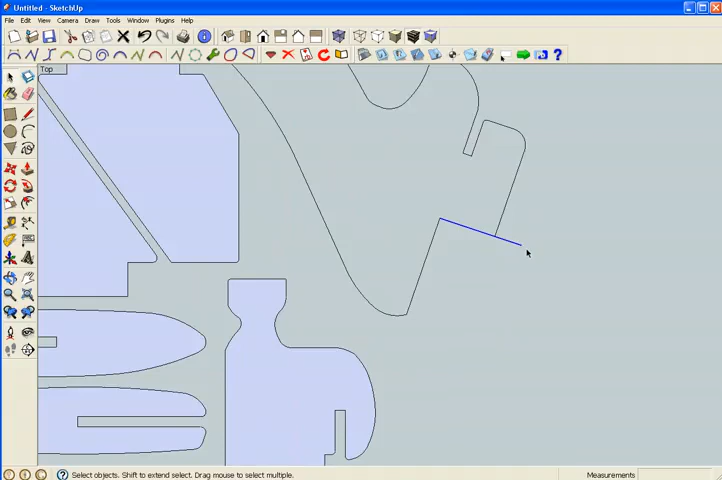 Untitled - SketchUp
File Edit View Camera Draw Tools Window Plugins Help
Top
Select objects. Shift to extend select. Drag mouse to select multiple.
Measurements